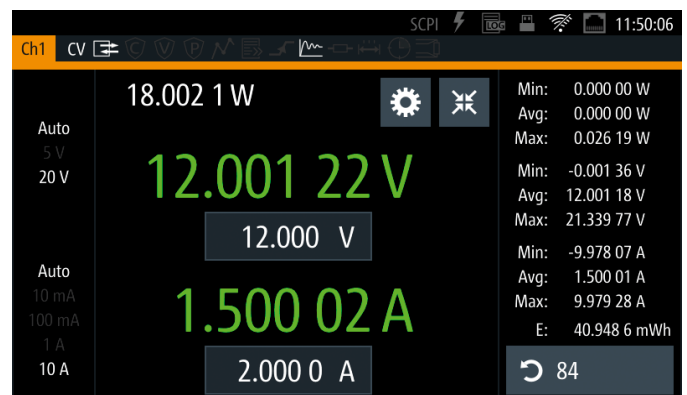 SCPI LOG 11:50:06
Ch1 CV C V P
18.002 1 W
Auto
5 V
20 V
12.001 22 V
12.000 V
Auto
10 mA
100 mA
1 A
10 A
1.500 02 A
2.000 0 A
Min: 0.000 00 W
Avg: 0.000 00 W
Max: 0.026 19 W
Min: -0.001 36 V
Avg: 12.001 18 V
Max: 21.339 77 V
Min: -9.978 07 A
Avg: 1.500 01 A
Max: 9.979 28 A
E: 40.948 6 mWh
84